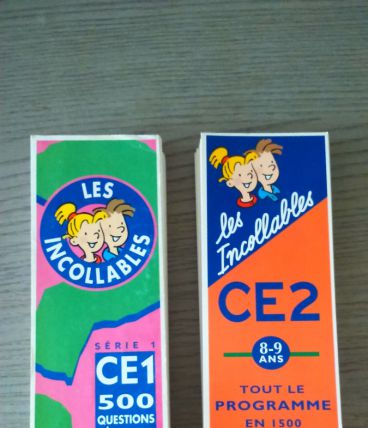 LES
INCOLLABLES
SÉRIE 1
CE1
500
QUESTIONS
les
Incollables
CE2
8-9
ANS
TOUT LE
PROGRAMME
EN 1500